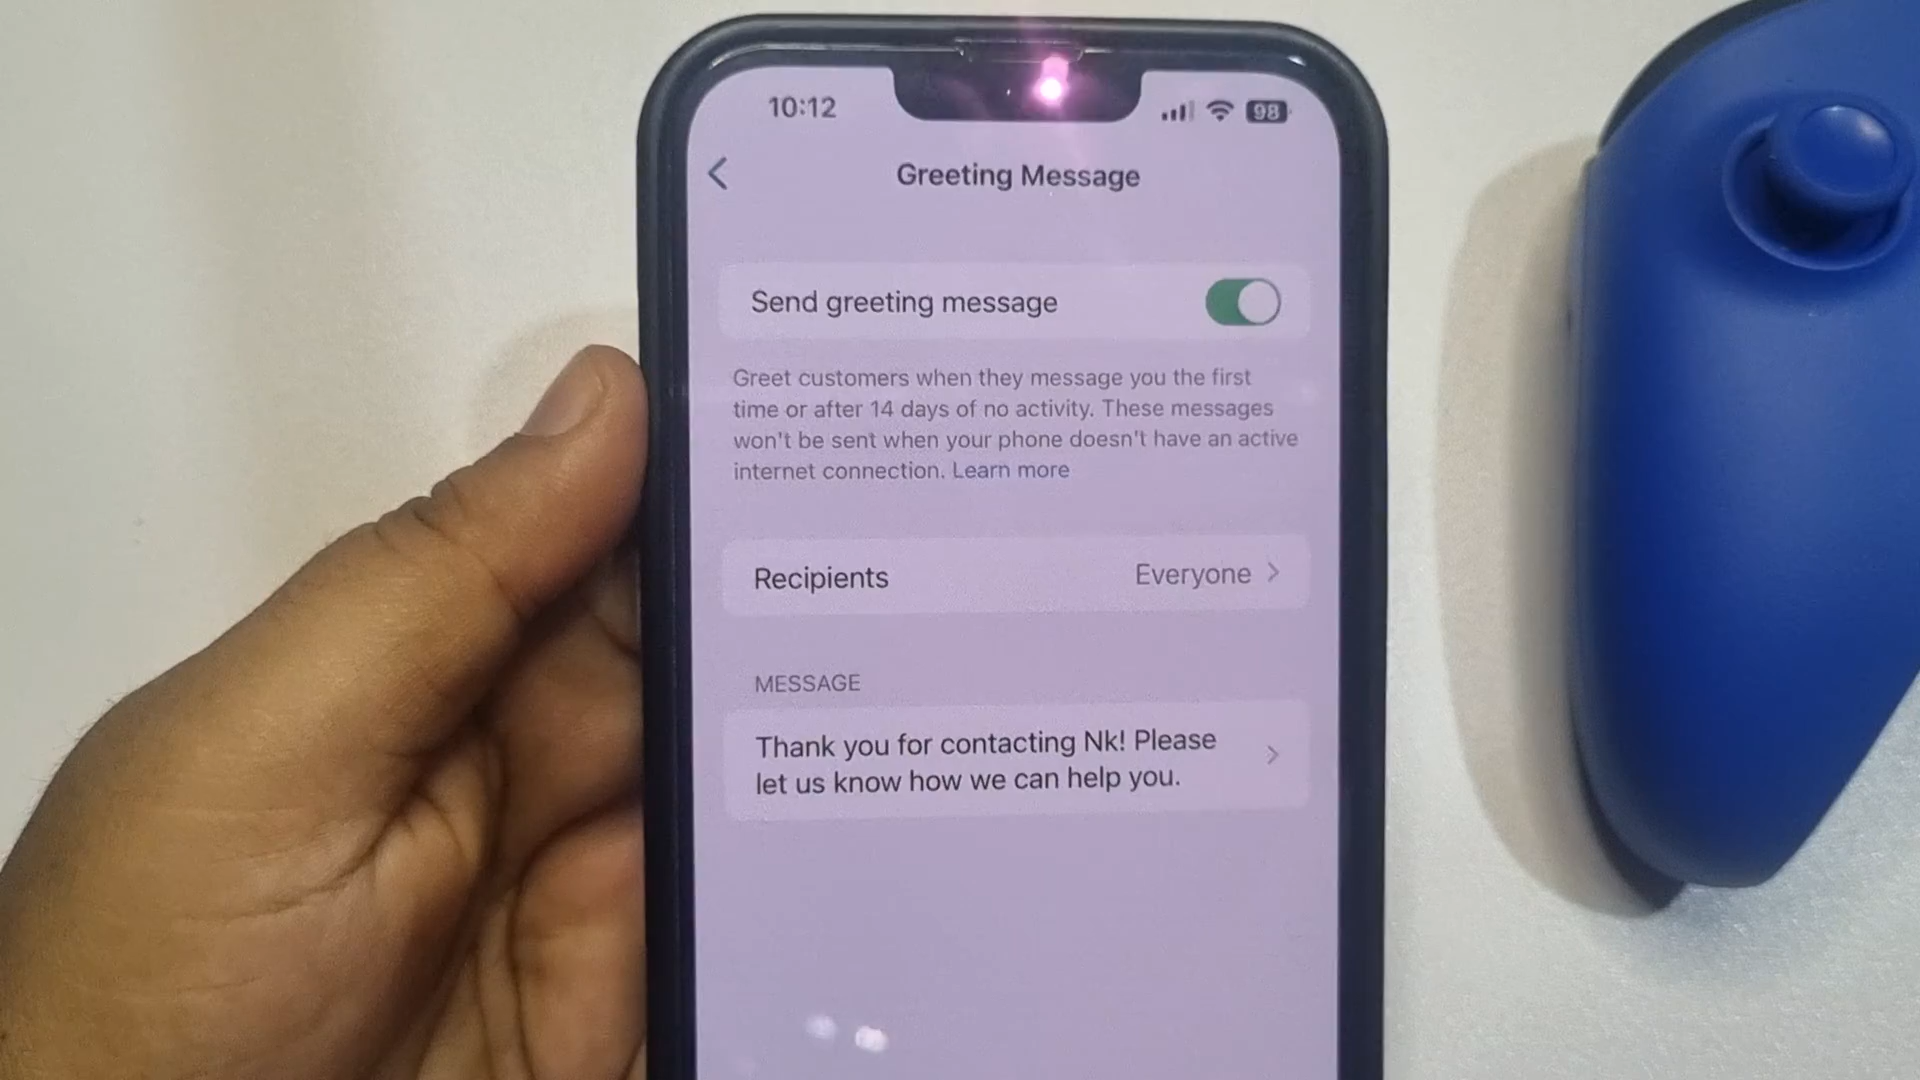 10:12
98
Greeting Message
Send greeting message
Greet customers when they message you the first
time or after 14 days of no activity. These messages
won't be sent when your phone doesn't have an active
internet connection. Learn more
Recipients Everyone
MESSAGE
Thank you for contacting Nk! Please
let us know how we can help you.